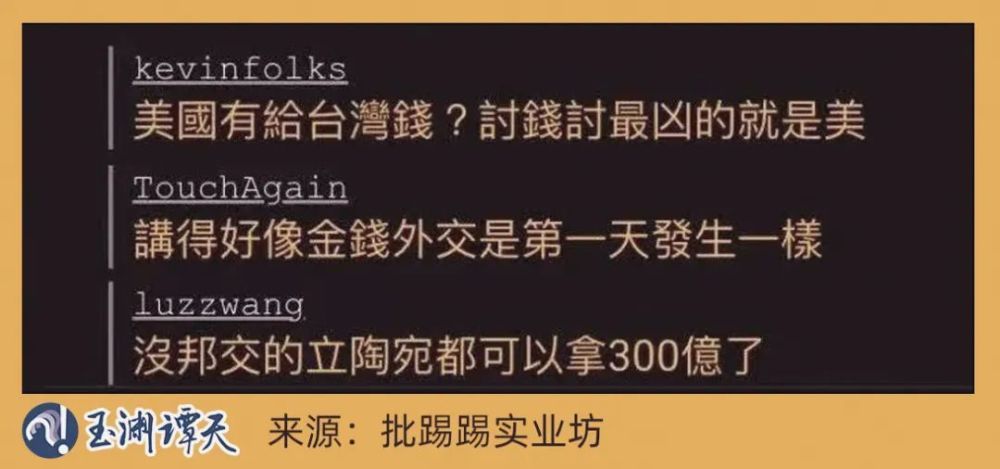 kevinfolks
美國有給台灣錢？討錢討最凶的就是美
TouchAgain
講得好像金錢外交是第一天發生一樣
luzzwang
沒邦交的立陶宛都可以拿300億了
玉渊谭天 来源：批踢踢实业坊